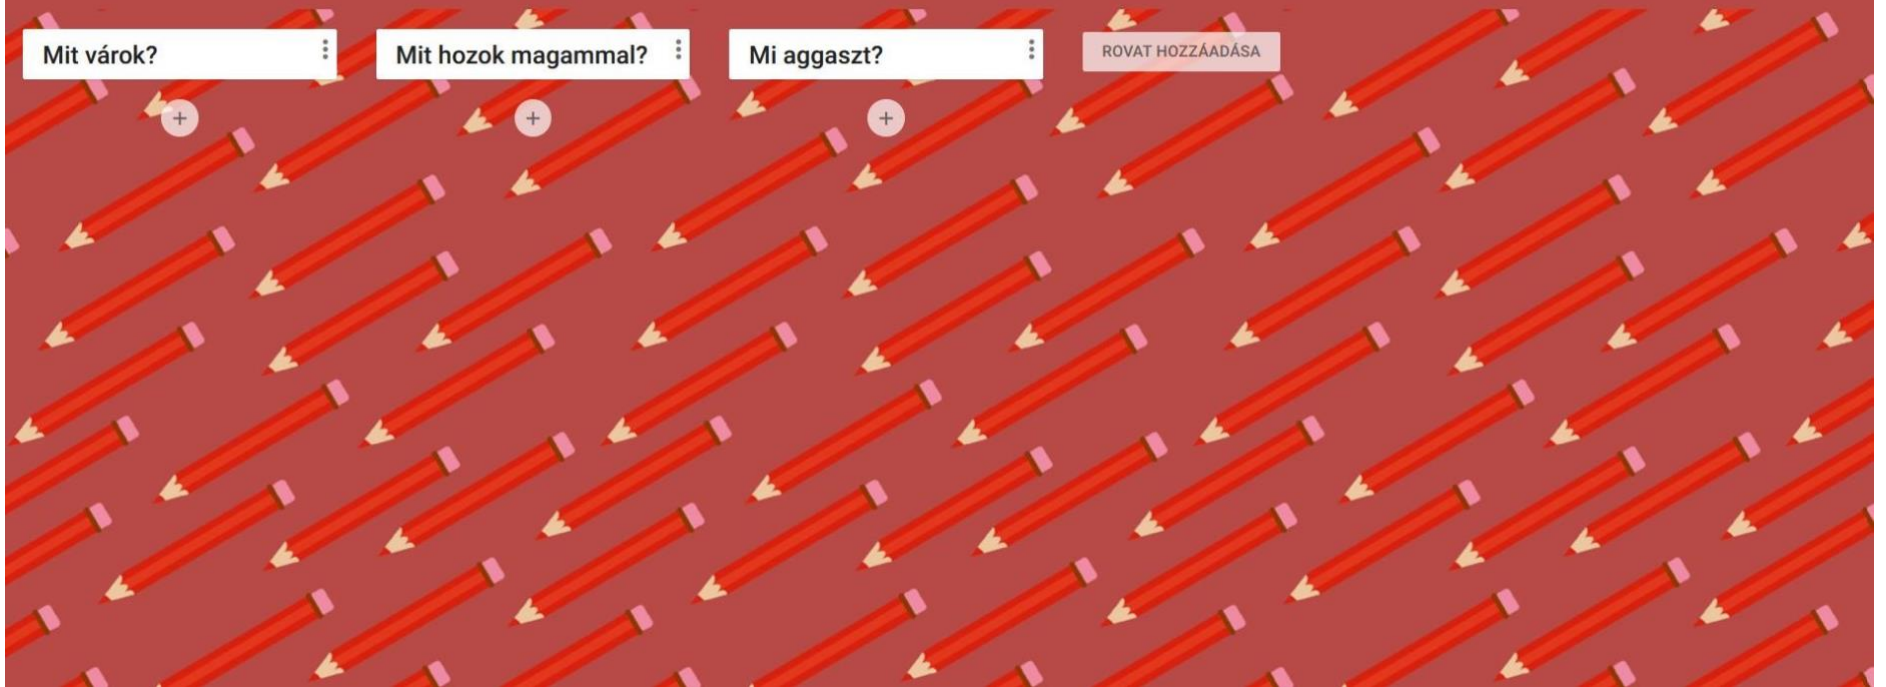 Mit várok?
Mit hozok magammal?
Mi aggaszt?
ROVAT HOZZÁADÁSA